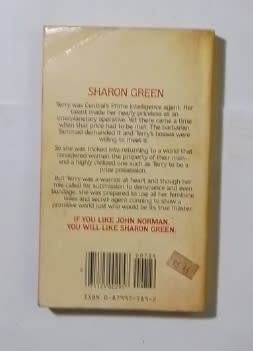 SHARON GREEN
Terry was Central's Prime Intelligence agent. Her
talent made her nearly priceless as an
interplanetary operative. Yet there came a time
when that price had to be met. The barbarian
Tammad demanded it and Terry's bosses were
willing to meet it.
So she was tricked into returning to a world that
considered women the property of their men—
and a highly civilized one such as Terry to be a
prize possession.
But Terry was a warrior at heart and though her
role called for submission to dominance and even
bondage, she was prepared to use all her feminine
wiles and secret-agent cunning to show a
primitive world just who would be its true master.
IF YOU LIKE JOHN NORMAN,
YOU WILL LIKE SHARON GREEN.